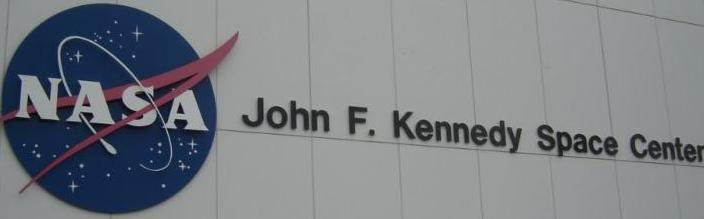 NASA
John F. Kennedy Space Center